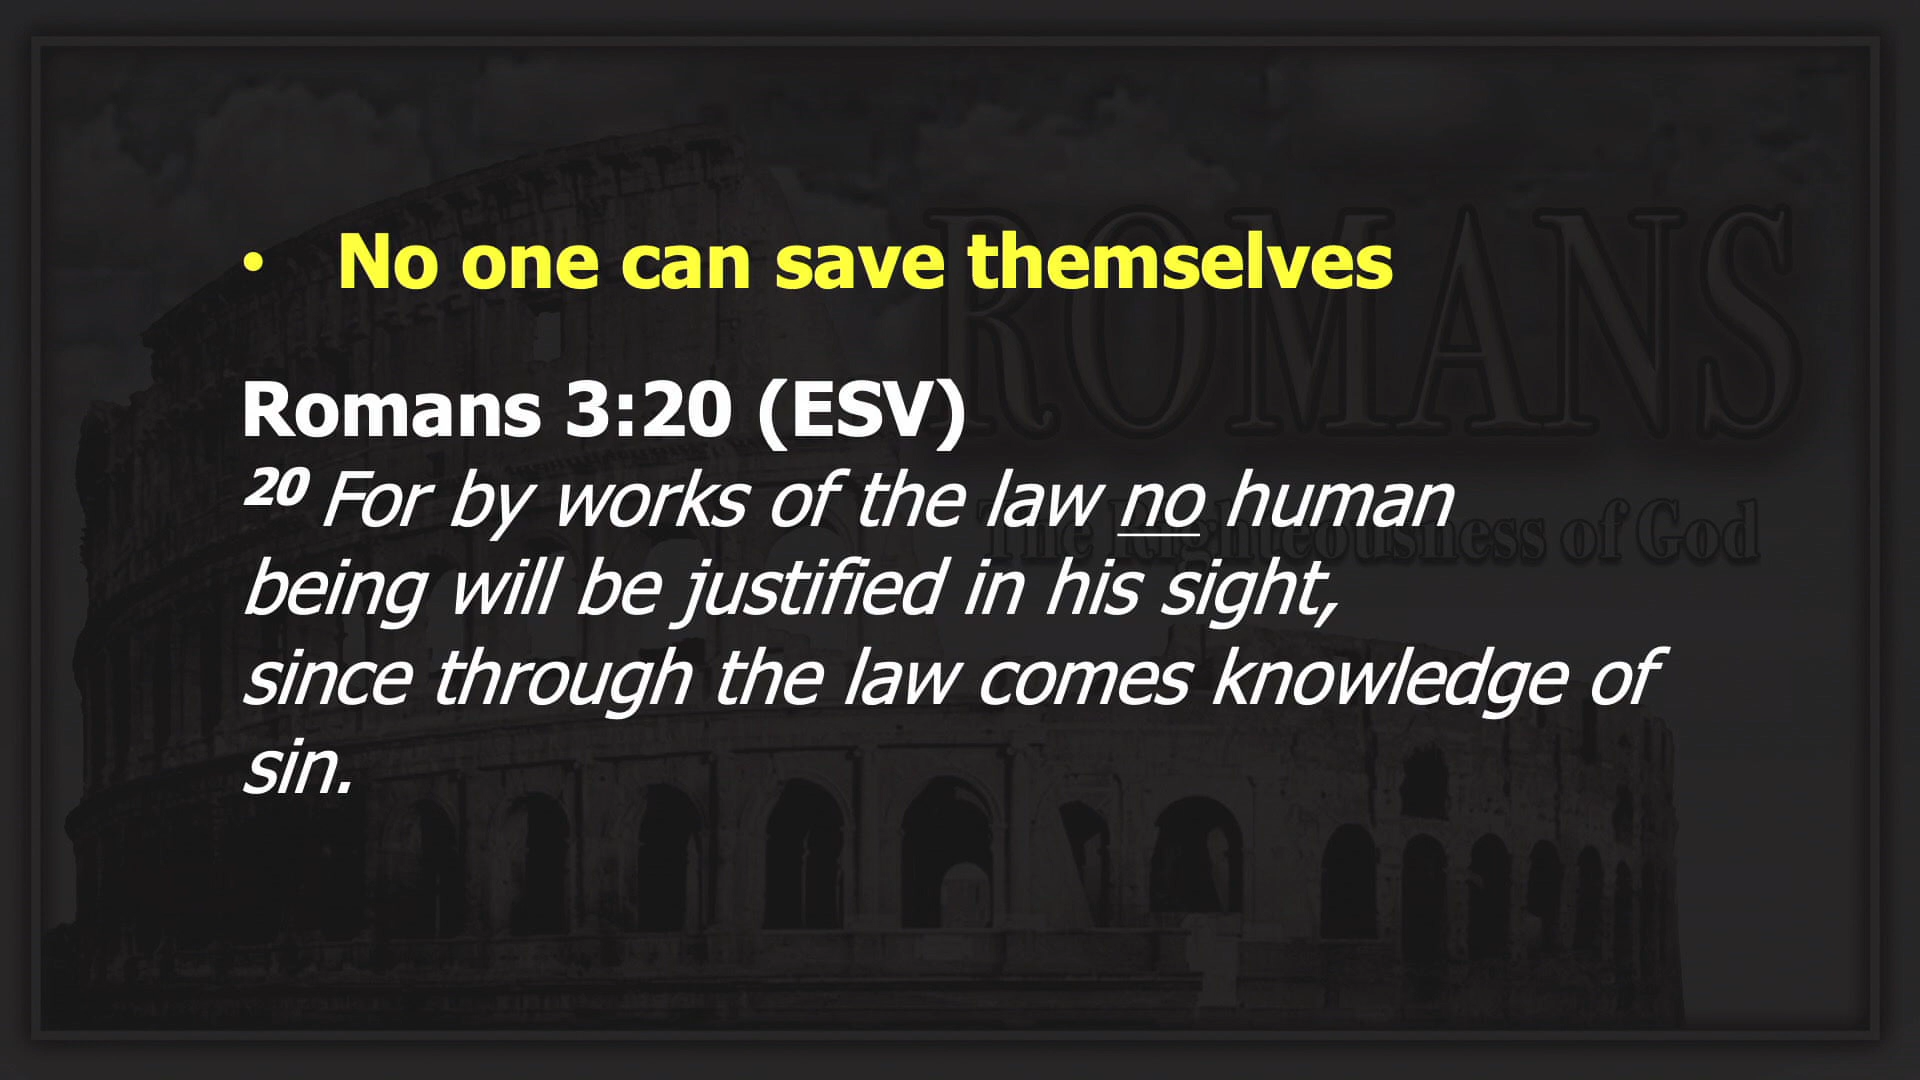 • No one can save themselves
Romans 3:20 (ESV)
20 For by works of the law no human
being will be justified in his sight,
since through the law comes knowledge of
sin.
ROMANS
The Righteousness of God